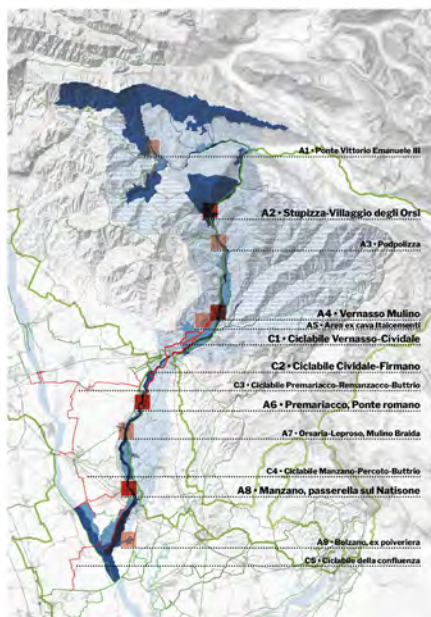 A1 • Ponte Vittorio Emanuele III
A2 • Stupizza-Villaggio degli Orsi
A3 • Podpolizza
A4 • Vernasso Mulino
A5 • Area ex cava Italcementi
C1 • Ciclabile Vernasso-Cividale
C2 • Ciclabile Cividale-Firmano
C3 • Ciclabile Premariacco-Remanzacco-Buttrio
A6 • Premariacco, Ponte romano
A7 • Orsaria-Leproso, Mulino Braida
C4 • Ciclabile Manzano-Percoto-Buttrio
A8 • Manzano, passerella sul Natisone
A9 • Bolzano, ex polveriera
C5 • Ciclabile della confluenza